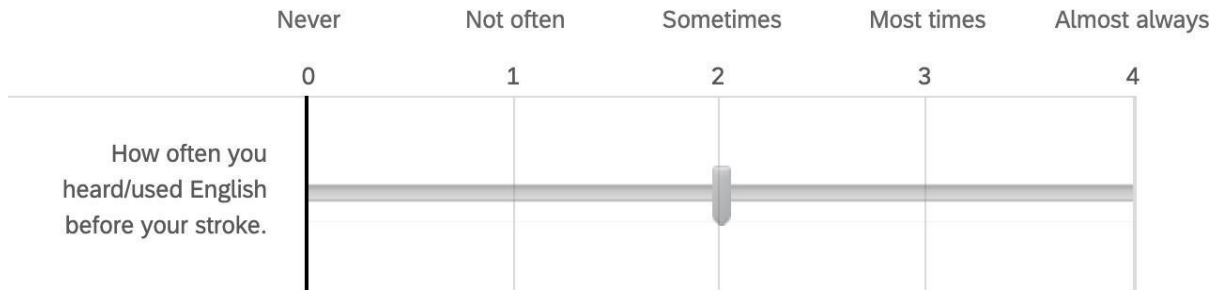 Never Not often Sometimes Most times Almost always
0 1 2 3 4
How often you
heard/used English
before your stroke.